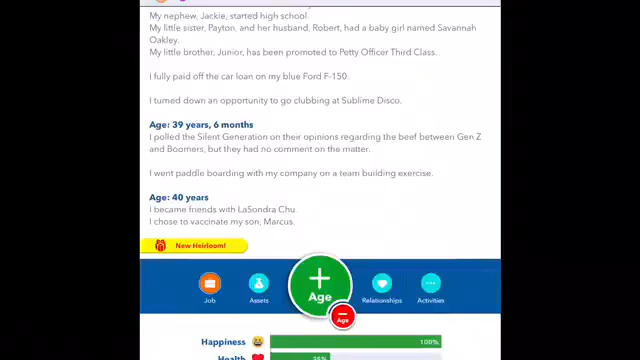 My nephew, Jackie, started high school.
My little sister, Payton, and her husband, Robert, had a baby girl named Savannah
Oakley.
My little brother, Junior, has been promoted to Petty Officer Third Class.
I fully paid off the car loan on my blue Ford F-150.
I turned down an opportunity to go clubbing at Sublime Disco.
Age: 39 years, 6 months
I polled the Silent Generation on their opinions regarding the beef between Gen Z
and Boomers, but they had no comment on the matter.
I went paddle boarding with my company on a team building exercise.
Age: 40 years
I became friends with LaSondra Chu.
I chose to vaccinate my son, Marcus.
New Heirloom!
+
Age
Job
Assets
Relationships
Activities
Age
Happiness
100%
Health